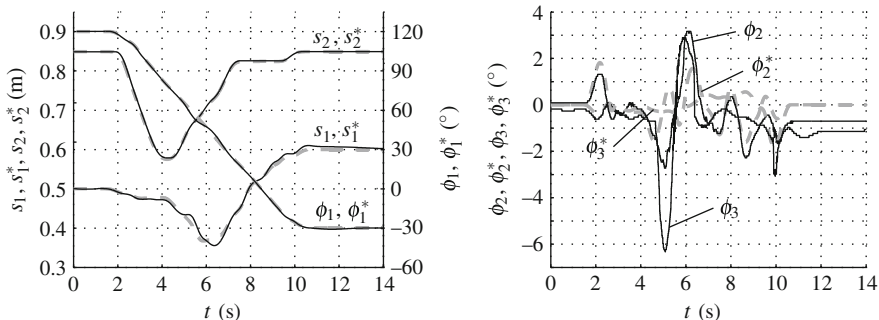 s₁, s₁*, s₂, s₂* (m)
0.9
0.8
0.7
0.6
0.5
0.4
0.3
s₂, s₂*
s₁, s₁*
ϕ₁, ϕ₁*
120
90
60
30
0
−30
−60
ϕ₁, ϕ₁* (°)
0 2 4 6 8 10 12 14
t (s)
ϕ₂, ϕ₂*, ϕ₃, ϕ₃* (°)
4
2
0
−2
−4
−6
ϕ₂
ϕ₂*
ϕ₃*
ϕ₃
0 2 4 6 8 10 12 14
t (s)